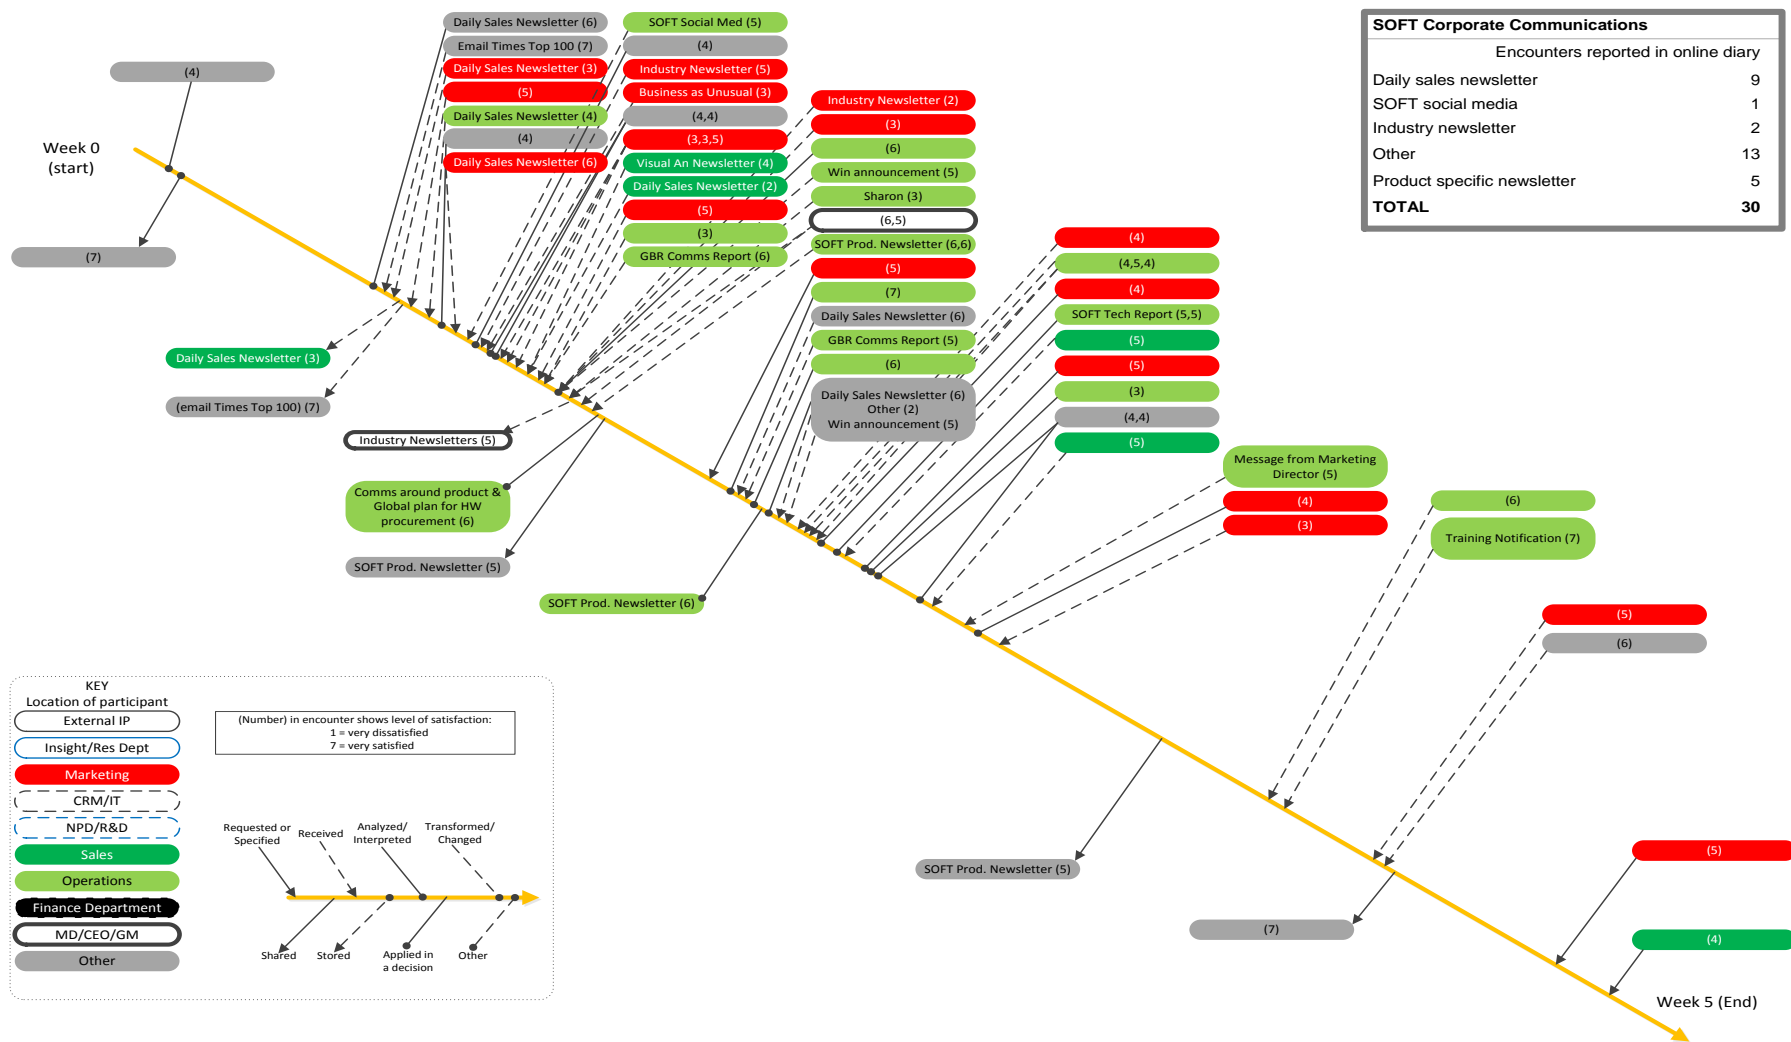 SOFT Corporate Communications
Encounters reported in online diary
Daily sales newsletter 9
SOFT social media 1
Industry newsletter 2
Other 13
Product specific newsletter 5
TOTAL 30
Week 0
(start)
(4)
(7)
Daily Sales Newsletter (6)
Email Times Top 100 (7)
Daily Sales Newsletter (3)
(5)
Daily Sales Newsletter (4)
(4)
Daily Sales Newsletter (6)
SOFT Social Med (5)
(4)
Industry Newsletter (5)
Business as Unusual (3)
(4,4)
(3,3,5)
Visual An Newsletter (4)
Daily Sales Newsletter (2)
(5)
(3)
GBR Comms Report (6)
Industry Newsletter (2)
(3)
(6)
Win announcement (5)
Sharon (3)
(6,5)
SOFT Prod. Newsletter (6,6)
(5)
(7)
Daily Sales Newsletter (6)
GBR Comms Report (5)
(6)
Daily Sales Newsletter (6)
Other (2)
Win announcement (5)
(4)
(4,5,4)
(4)
SOFT Tech Report (5,5)
(5)
(5)
(3)
(4,4)
(5)
Message from Marketing
Director (5)
(4)
(3)
(6)
Training Notification (7)
(5)
(6)
(5)
(4)
Week 5 (End)
Daily Sales Newsletter (3)
(email Times Top 100) (7)
Industry Newsletters (5)
Comms around product &
Global plan for HW
procurement (6)
SOFT Prod. Newsletter (5)
SOFT Prod. Newsletter (6)
SOFT Prod. Newsletter (5)
(7)
KEY
Location of participant
External IP
Insight/Res Dept
Marketing
CRM/IT
NPD/R&D
Sales
Operations
Finance Department
MD/CEO/GM
Other
(Number) in encounter shows level of satisfaction:
1 = very dissatisfied
7 = very satisfied
Requested or
Specified
Received
Analyzed/
Interpreted
Transformed/
Changed
Shared
Stored
Applied in
a decision
Other